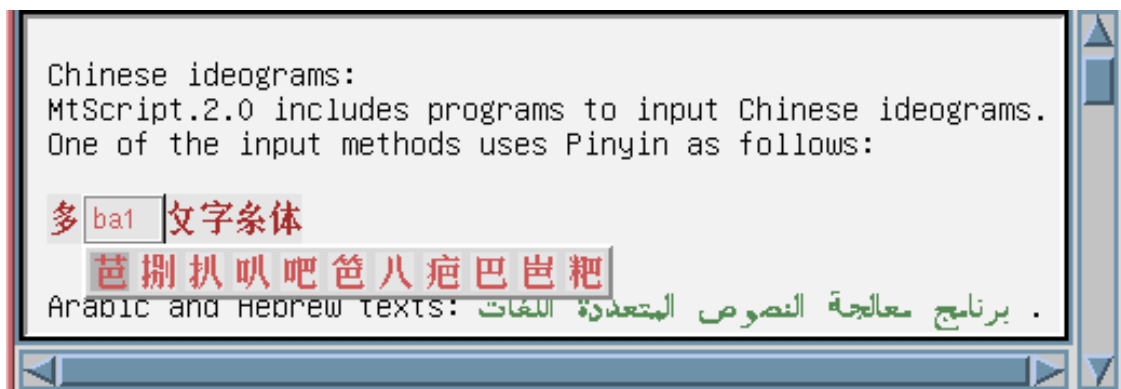 Chinese ideograms:
MtScript.2.0 includes programs to input Chinese ideograms.
One of the input methods uses Pinyin as follows:
多 ba1 文字条体
芭 捌 扒 叭 吧 笆 八 疤 巴 岜 粑
Arabic and Hebrew texts: برنامج معالجة النصوص المتعددة اللغات .